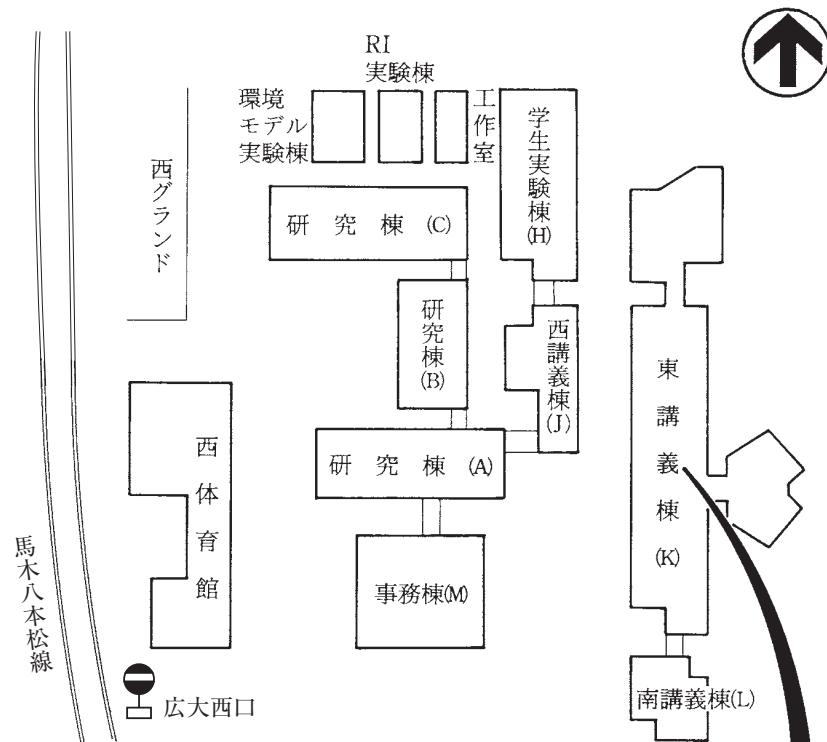 RI
実験棟
環境
モデル
実験棟
工作室
学生実験棟
(H)
西グランド
研究棟(C)
研究棟
(B)
西講義棟
(J)
東講義棟
(K)
研究棟(A)
西体育館
事務棟(M)
馬木八本松線
南講義棟(L)
広大西口